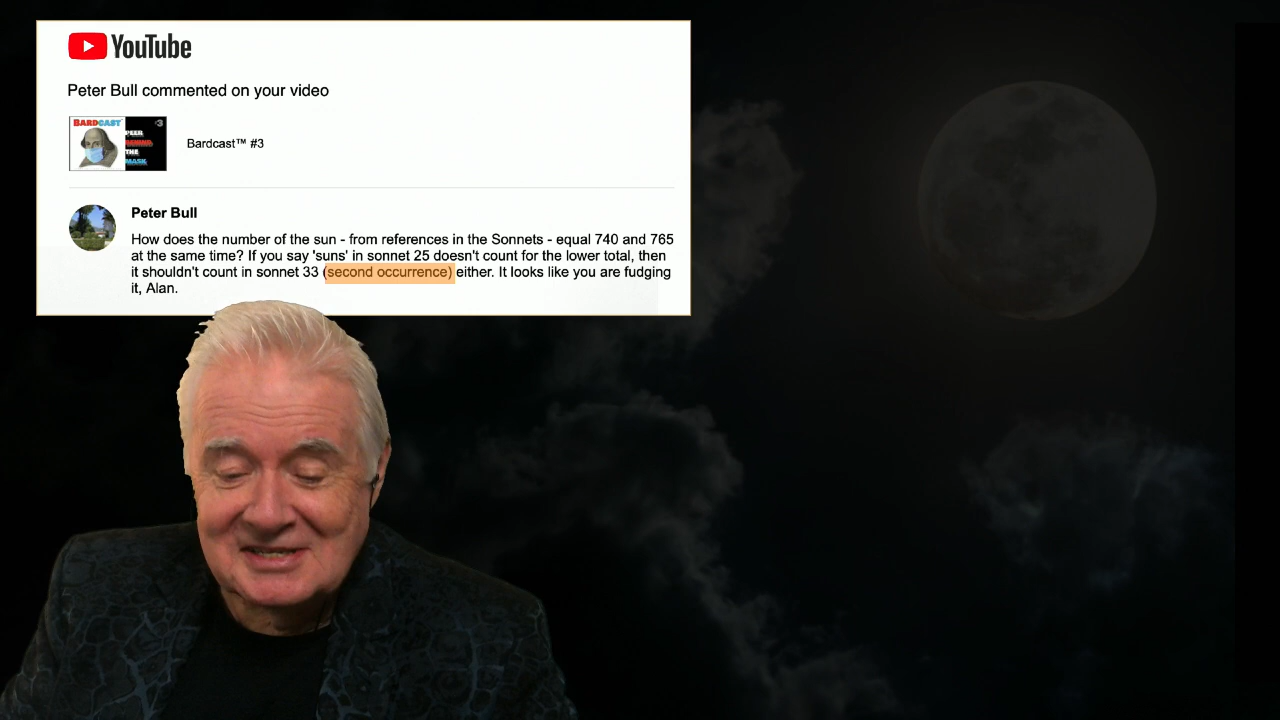 YouTube
Peter Bull commented on your video
BARDCAST
#3
PEER
BEHIND
THE
MASK
Bardcast™ #3
Peter Bull
How does the number of the sun - from references in the Sonnets - equal 740 and 765
at the same time? If you say 'suns' in sonnet 25 doesn't count for the lower total, then
it shouldn't count in sonnet 33 (second occurrence) either. It looks like you are fudging
it, Alan.